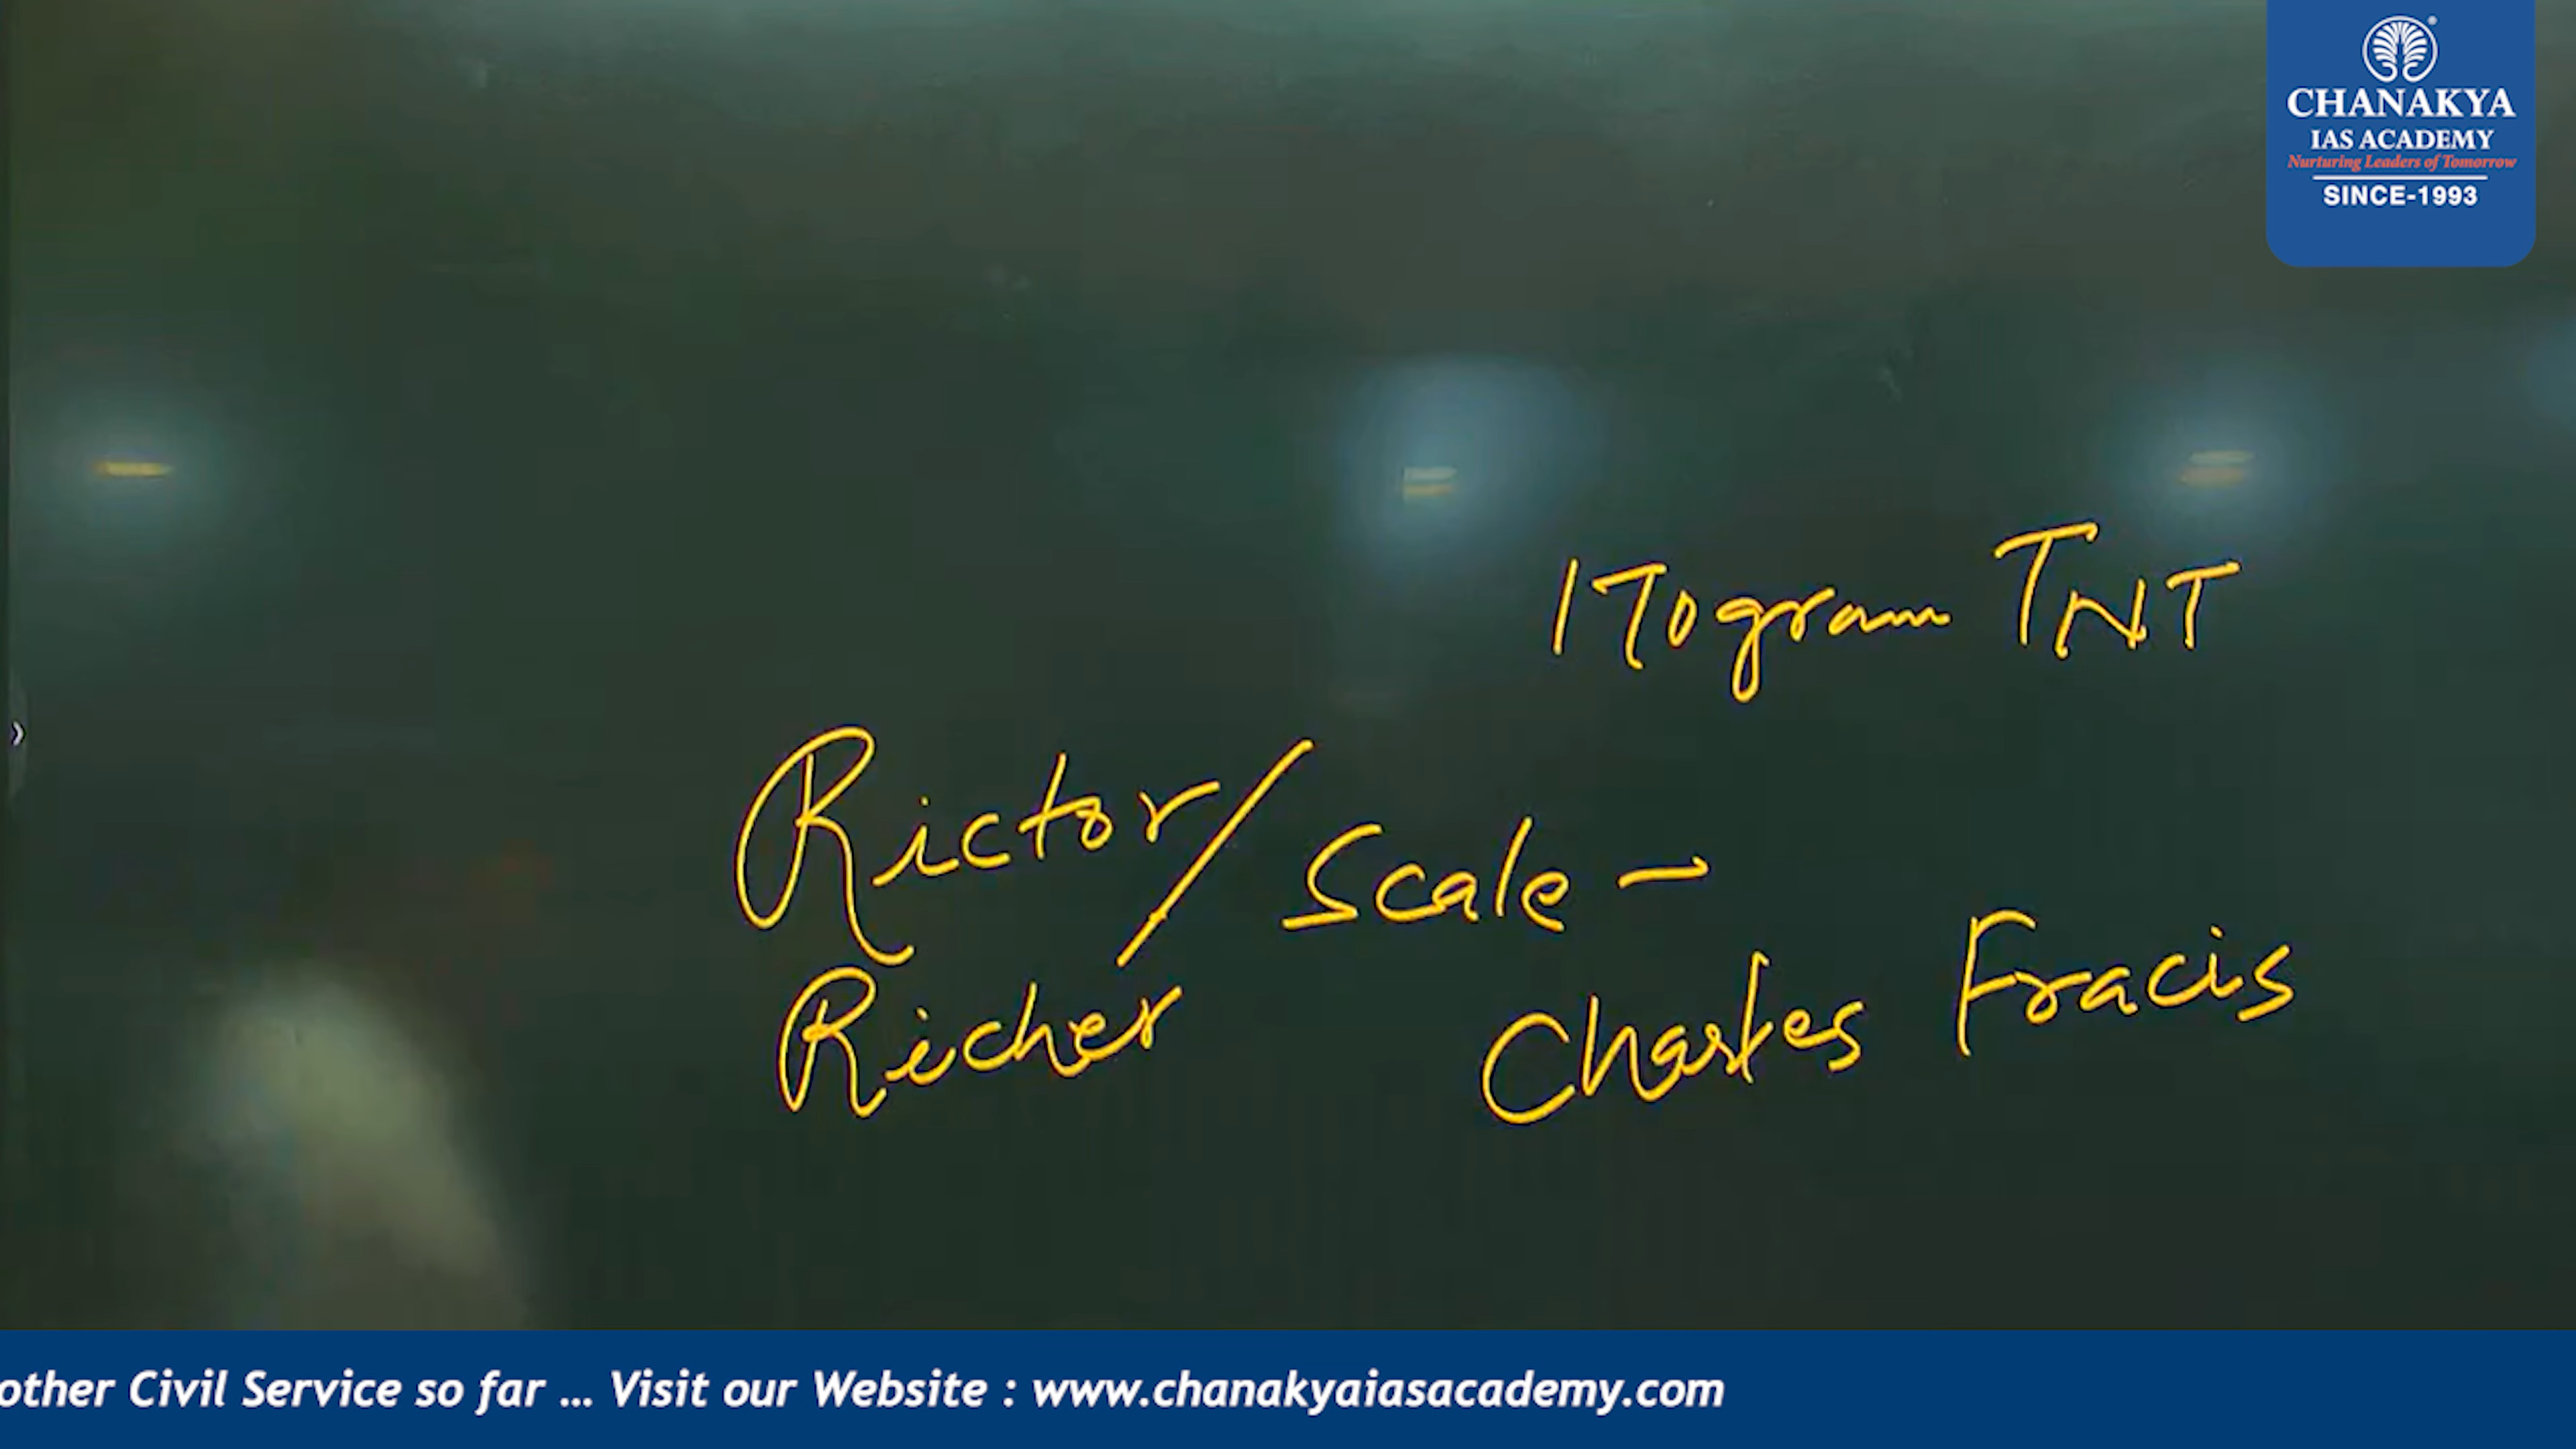 CHANAKYA
IAS ACADEMY
Nurturing Leaders of Tomorrow
SINCE-1993
170gram TNT
Rictor/ Scale -
Richer
Charles Fracis
other Civil Service so far ... Visit our Website : www.chanakyaiasacademy.com